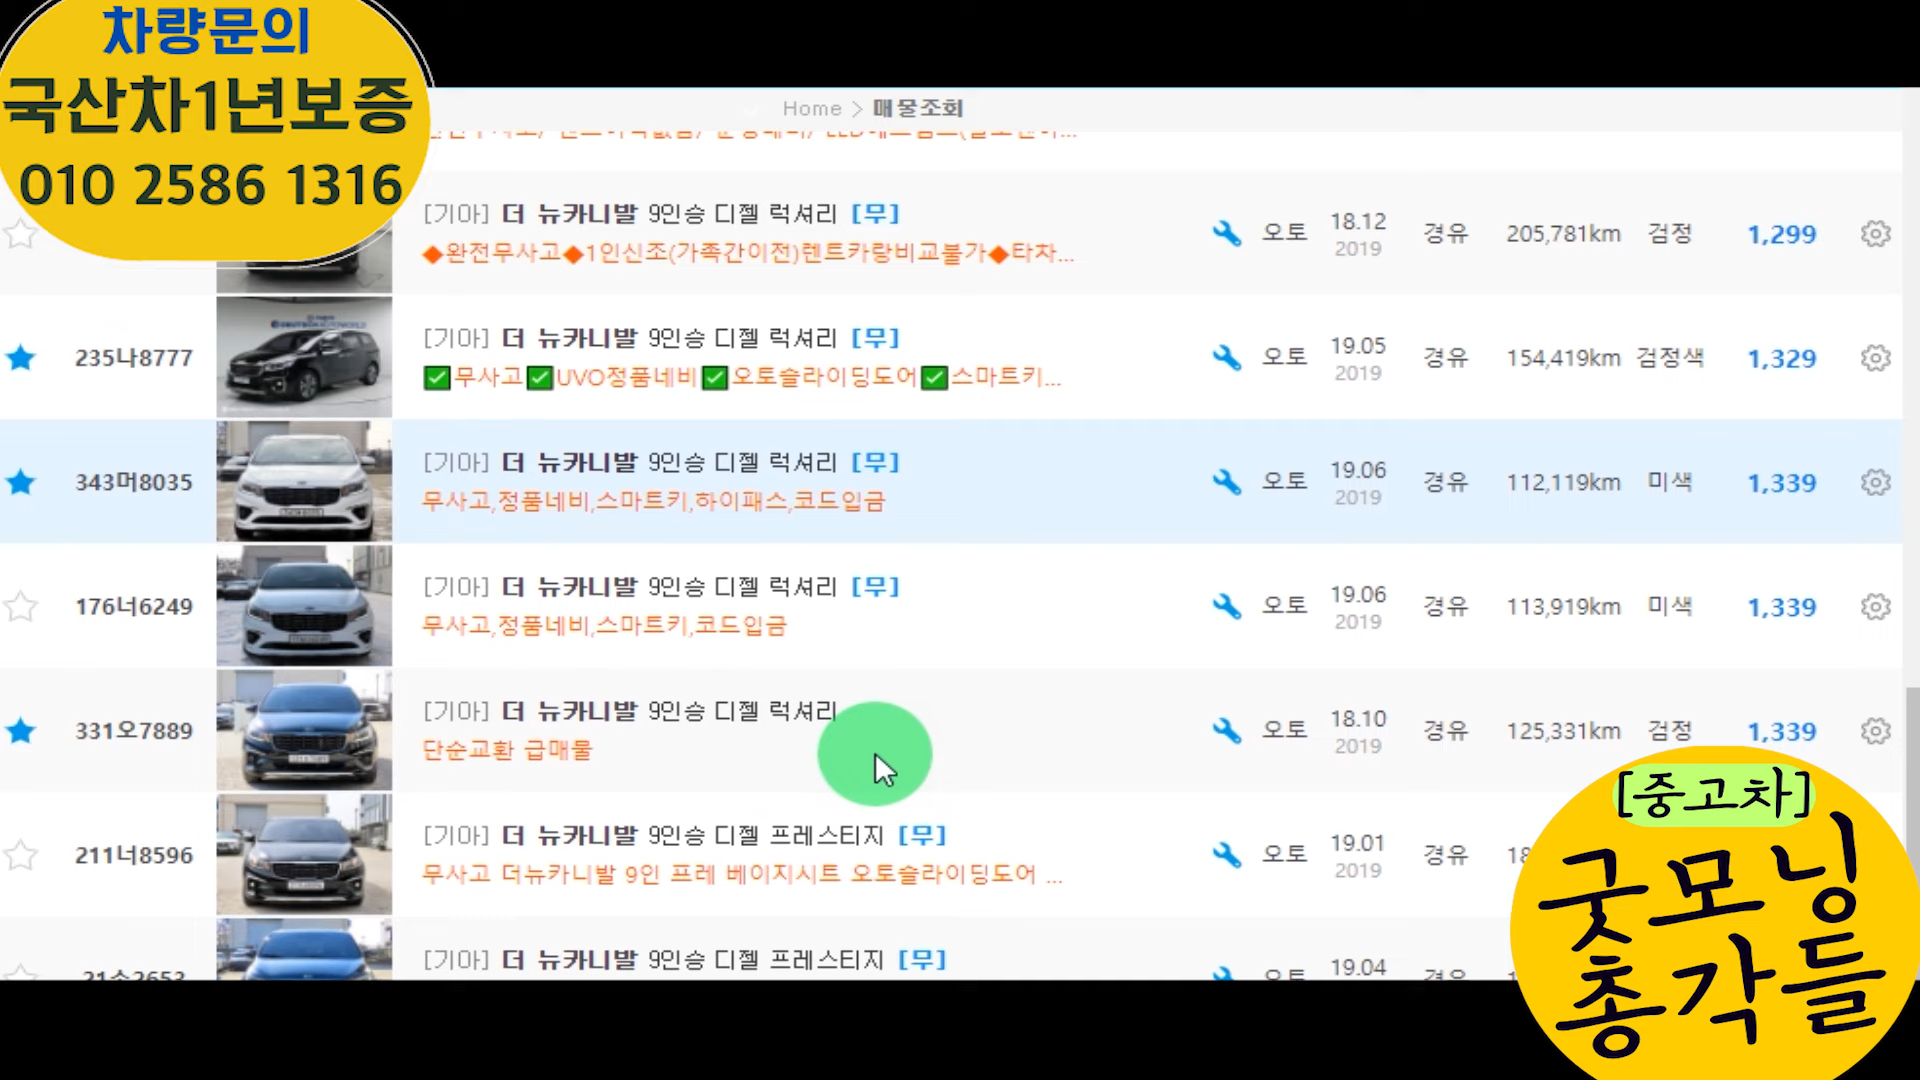 차량문의
국산차1년보증
010 2586 1316
Home > 매물조회
[기아] 더 뉴카니발 9인승 디젤 럭셔리 [무]
◆완전무사고◆1인신조(가족간이전)렌트카랑비교불가◆타차...
오토 18.12 2019 경유 205,781km 검정 1,299
235나8777
[기아] 더 뉴카니발 9인승 디젤 럭셔리 [무]
✅무사고✅UVO정품네비✅오토슬라이딩도어✅스마트키...
오토 19.05 2019 경유 154,419km 검정색 1,329
343머8035
[기아] 더 뉴카니발 9인승 디젤 럭셔리 [무]
무사고,정품네비,스마트키,하이패스,코드입금
오토 19.06 2019 경유 112,119km 미색 1,339
176너6249
[기아] 더 뉴카니발 9인승 디젤 럭셔리 [무]
무사고,정품네비,스마트키,코드입금
오토 19.06 2019 경유 113,919km 미색 1,339
331오7889
[기아] 더 뉴카니발 9인승 디젤 럭셔리
단순교환 급매물
오토 18.10 2019 경유 125,331km 검정 1,339
211너8596
[기아] 더 뉴카니발 9인승 디젤 프레스티지 [무]
무사고 더뉴카니발 9인 프레 베이지시트 오토슬라이딩도어 ...
오토 19.01 2019 경유
[기아] 더 뉴카니발 9인승 디젤 프레스티지 [무]
오토 19.04 경유
[중고차]
굿모닝
총각들